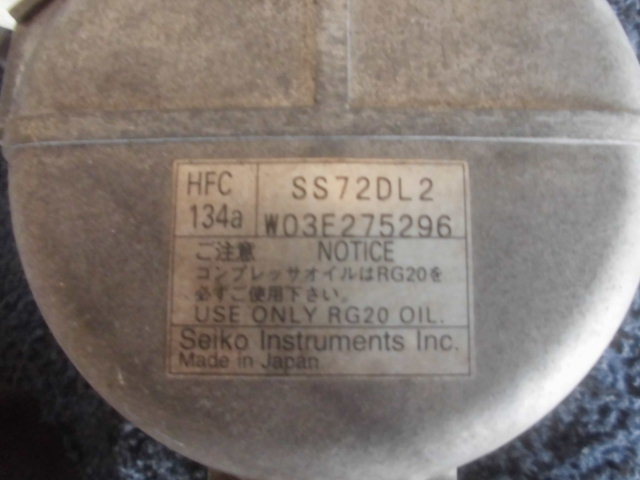 HFC SS72DL2
134a W03E275296
ご注意 NOTICE
コンプレッサオイルはRG20を
必ずご使用下さい。
USE ONLY RG20 OIL.
Seiko Instruments Inc.
Made in Japan